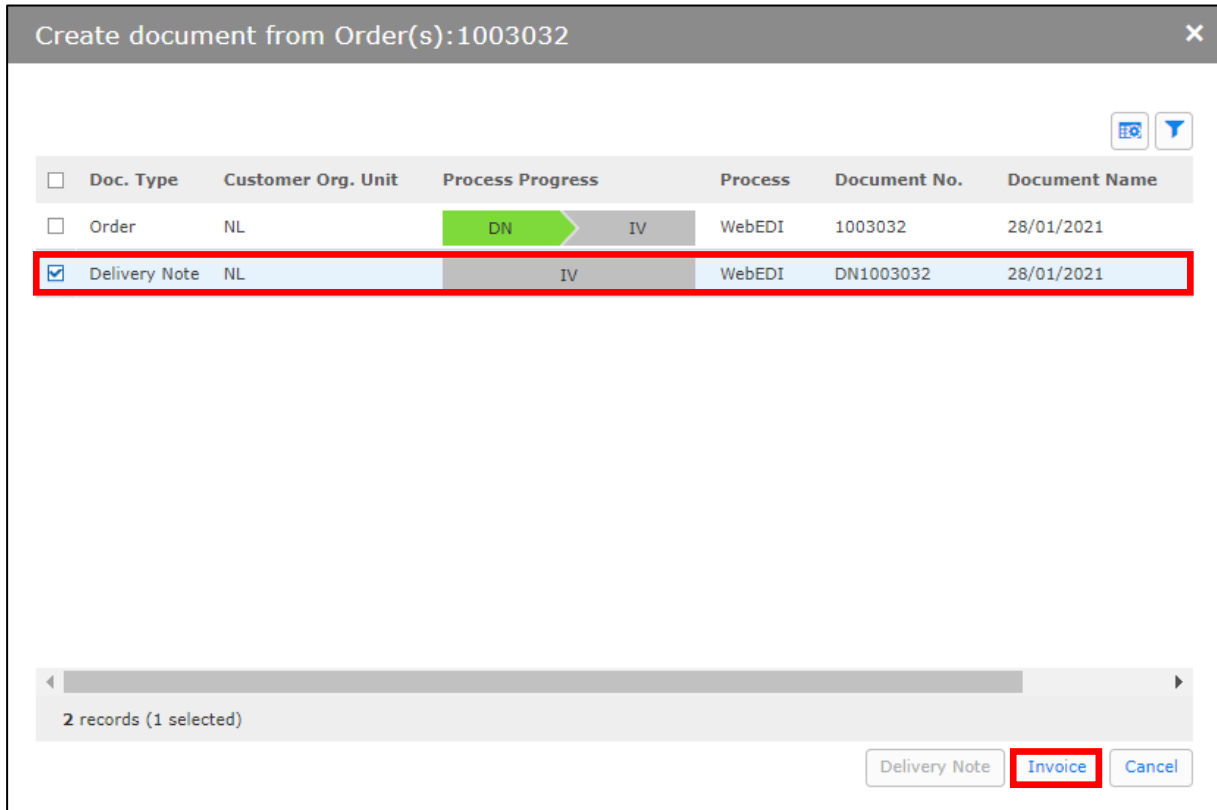 Create document from Order(s):1003032
Doc. Type Customer Org. Unit Process Progress Process Document No. Document Name
Order NL DN IV WebEDI 1003032 28/01/2021
Delivery Note NL IV WebEDI DN1003032 28/01/2021
2 records (1 selected)
Delivery Note Invoice Cancel